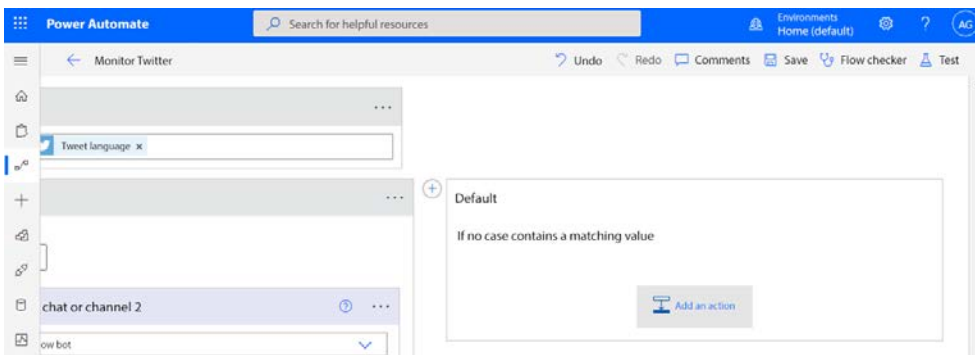 Power Automate
Search for helpful resources
Environments
Home (default)
AG
Monitor Twitter
Undo
Redo
Comments
Save
Flow checker
Test
Tweet language x
Default
If no case contains a matching value
chat or channel 2
Add an action
ow bot